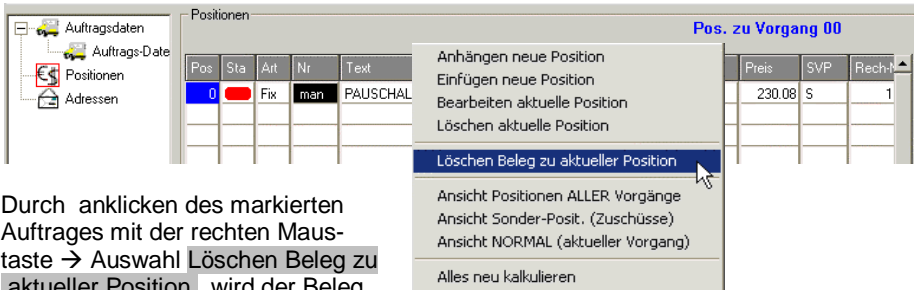 Positionen
Pos. zu Vorgang 00
Auftragsdaten
Auftrags-Date
Positionen
Adressen
Pos Sta Art Nr Text Preis SVP Rech-N
0 Fix man PAUSCHAL 230.08 S 1
Anhängen neue Position
Einfügen neue Position
Bearbeiten aktuelle Position
Löschen aktuelle Position
Löschen Beleg zu aktueller Position
Ansicht Positionen ALLER Vorgänge
Ansicht Sonder-Posit. (Zuschüsse)
Ansicht NORMAL (aktueller Vorgang)
Alles neu kalkulieren
Durch anklicken des markierten
Auftrages mit der rechten Maus-
taste → Auswahl Löschen Beleg zu
aktueller Position , wird der Beleg